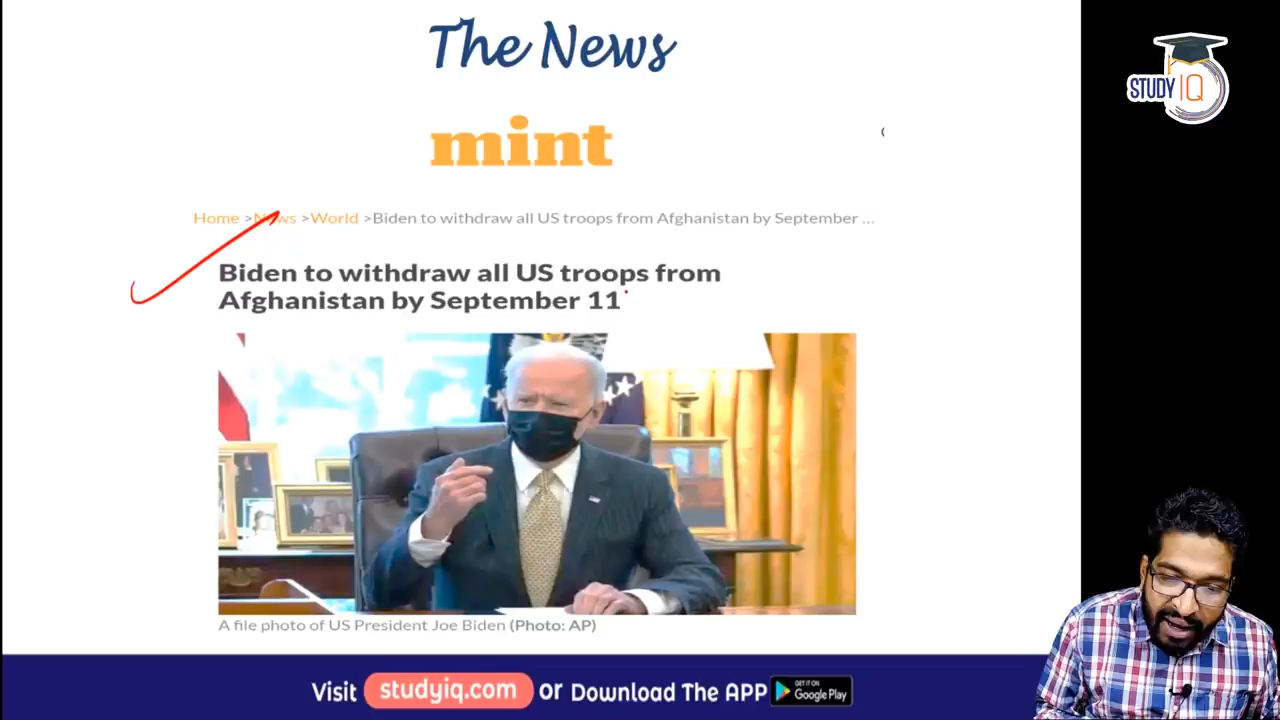 The News
STUDY IQ
mint
Home >News >World >Biden to withdraw all US troops from Afghanistan by September ...
Biden to withdraw all US troops from
Afghanistan by September 11
A file photo of US President Joe Biden (Photo: AP)
Visit studyiq.com or Download The APP GET IT ON Google Play